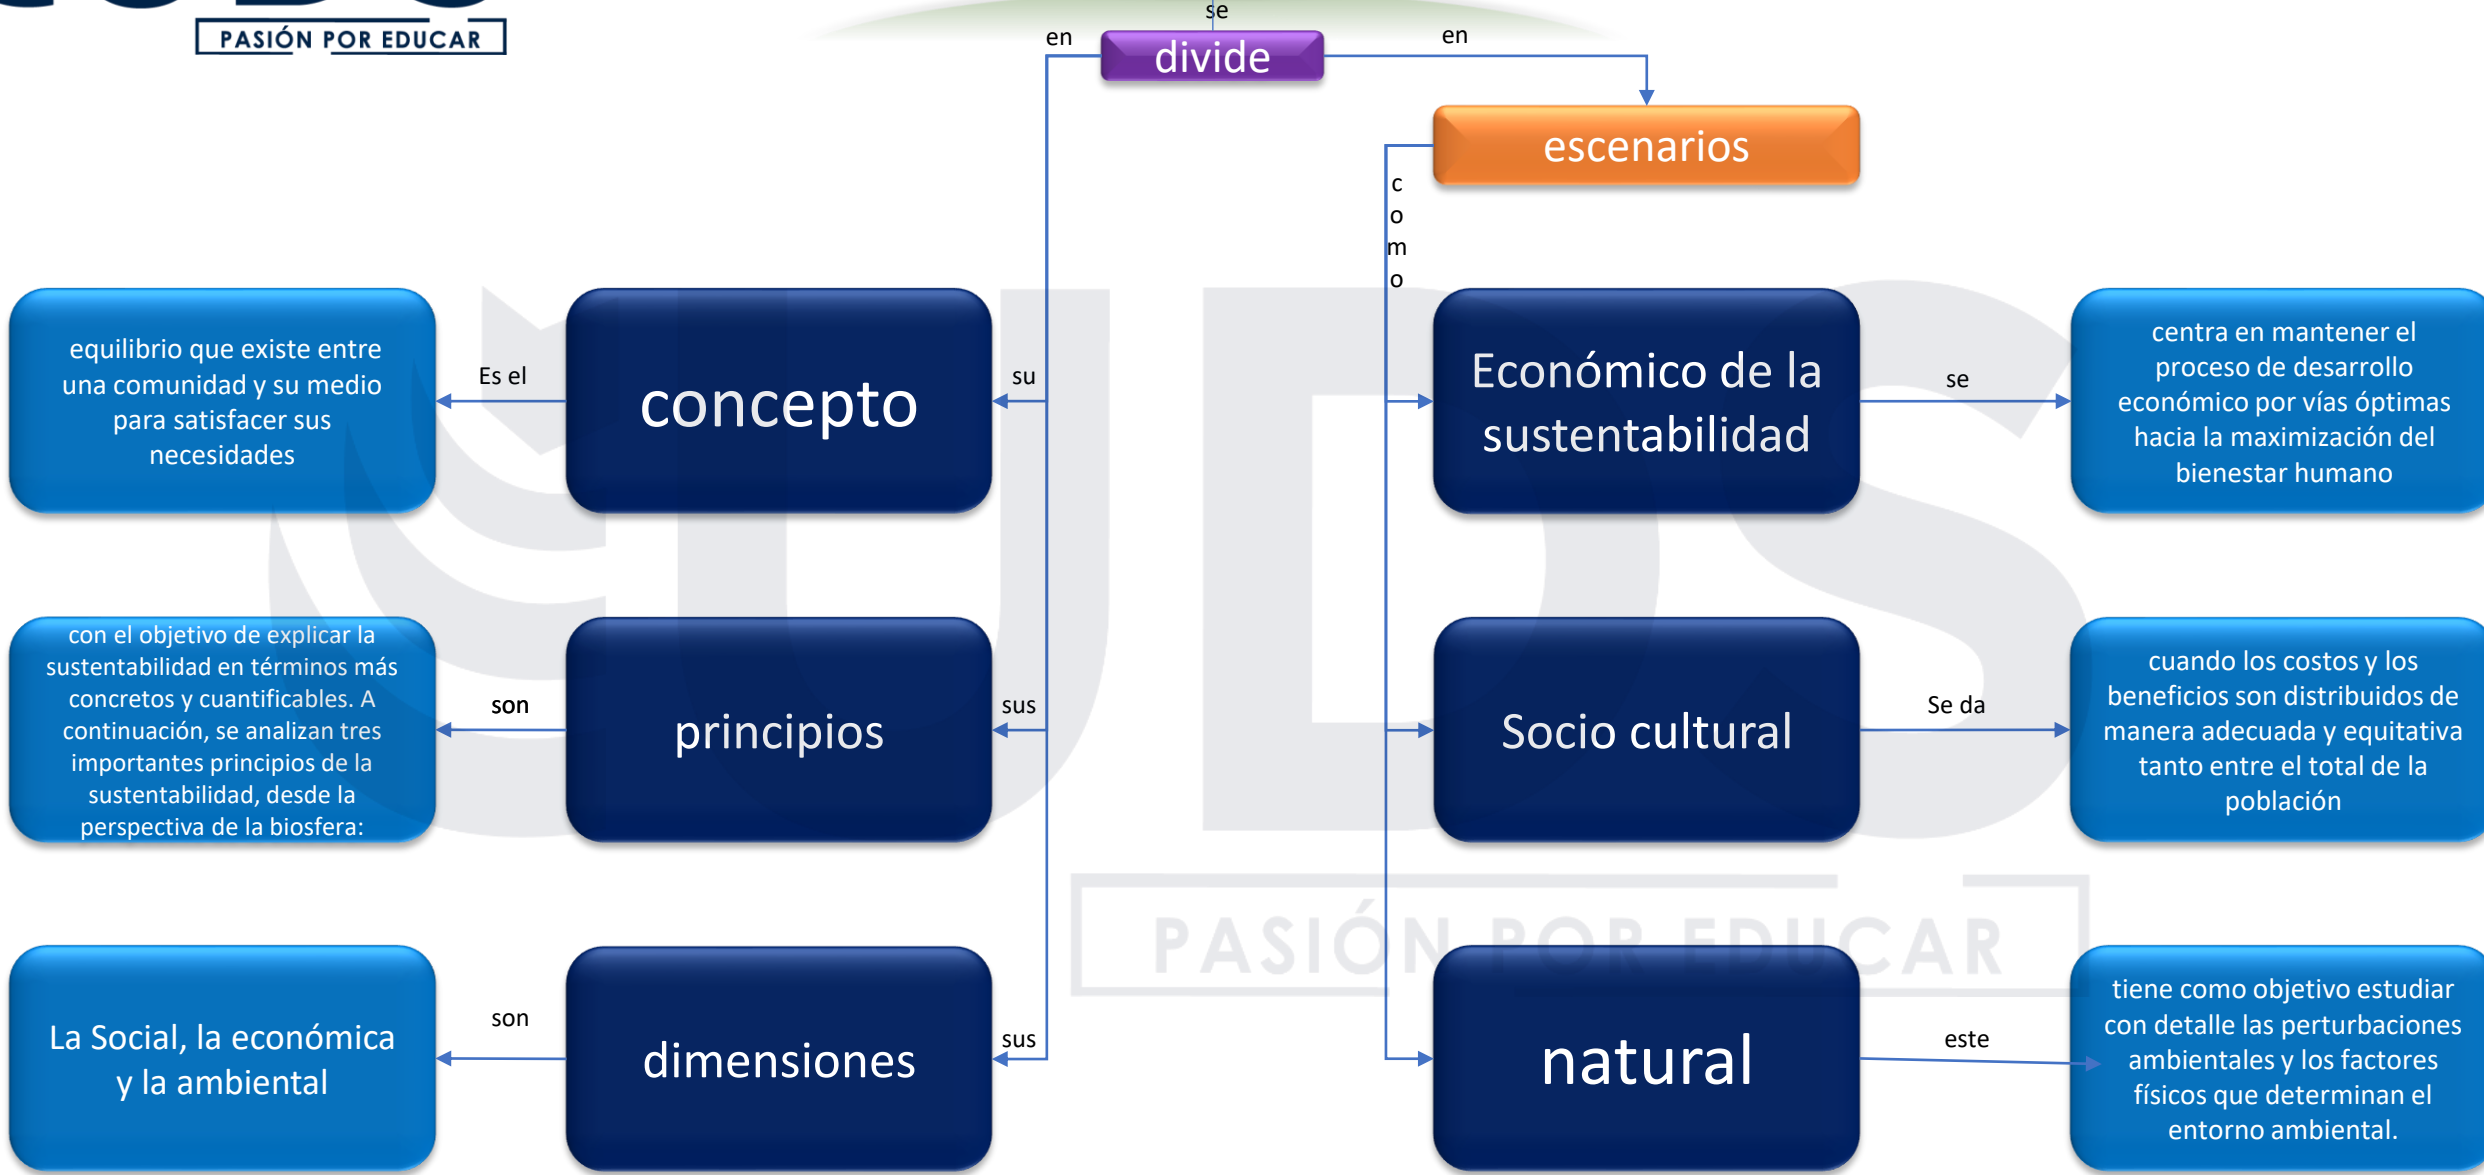 PASIÓN POR EDUCAR
se
en
divide
en
escenarios
c
o
m
o
equilibrio que existe entre
una comunidad y su medio
para satisfacer sus
necesidades
Es el
concepto
su
Económico de la
sustentabilidad
se
centra en mantener el
proceso de desarrollo
económico por vías óptimas
hacia la maximización del
bienestar humano
con el objetivo de explicar la
sustentabilidad en términos más
concretos y cuantificables. A
continuación, se analizan tres
importantes principios de la
sustentabilidad, desde la
perspectiva de la biosfera:
son
principios
sus
Socio cultural
Se da
cuando los costos y los
beneficios son distribuidos de
manera adecuada y equitativa
tanto entre el total de la
población
La Social, la económica
y la ambiental
son
dimensiones
sus
natural
este
tiene como objetivo estudiar
con detalle las perturbaciones
ambientales y los factores
físicos que determinan el
entorno ambiental.
UDS
PASIÓN POR EDUCAR